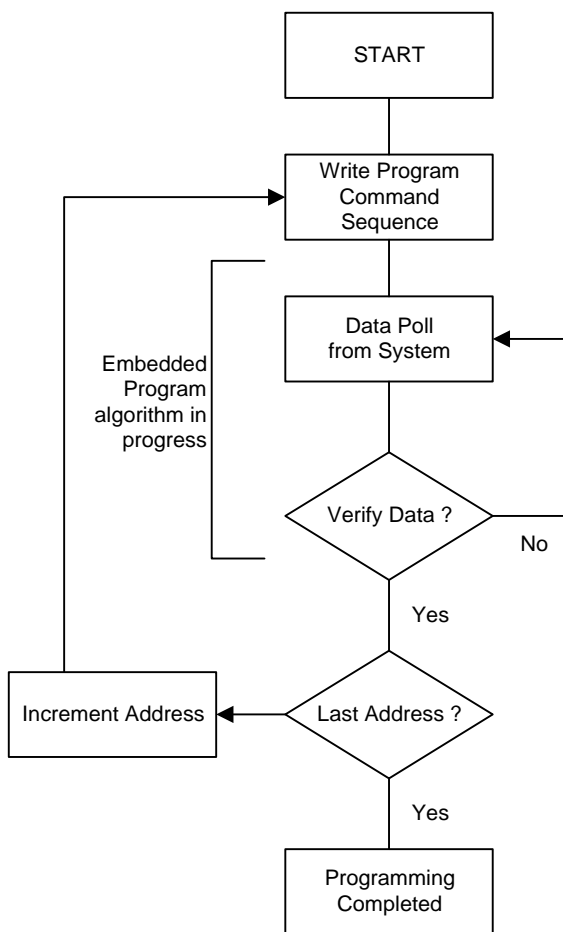 START
Write Program
Command
Sequence
Data Poll
from System
Embedded
Program
algorithm in
progress
Verify Data ?
No
Yes
Increment Address
Last Address ?
Yes
Programming
Completed